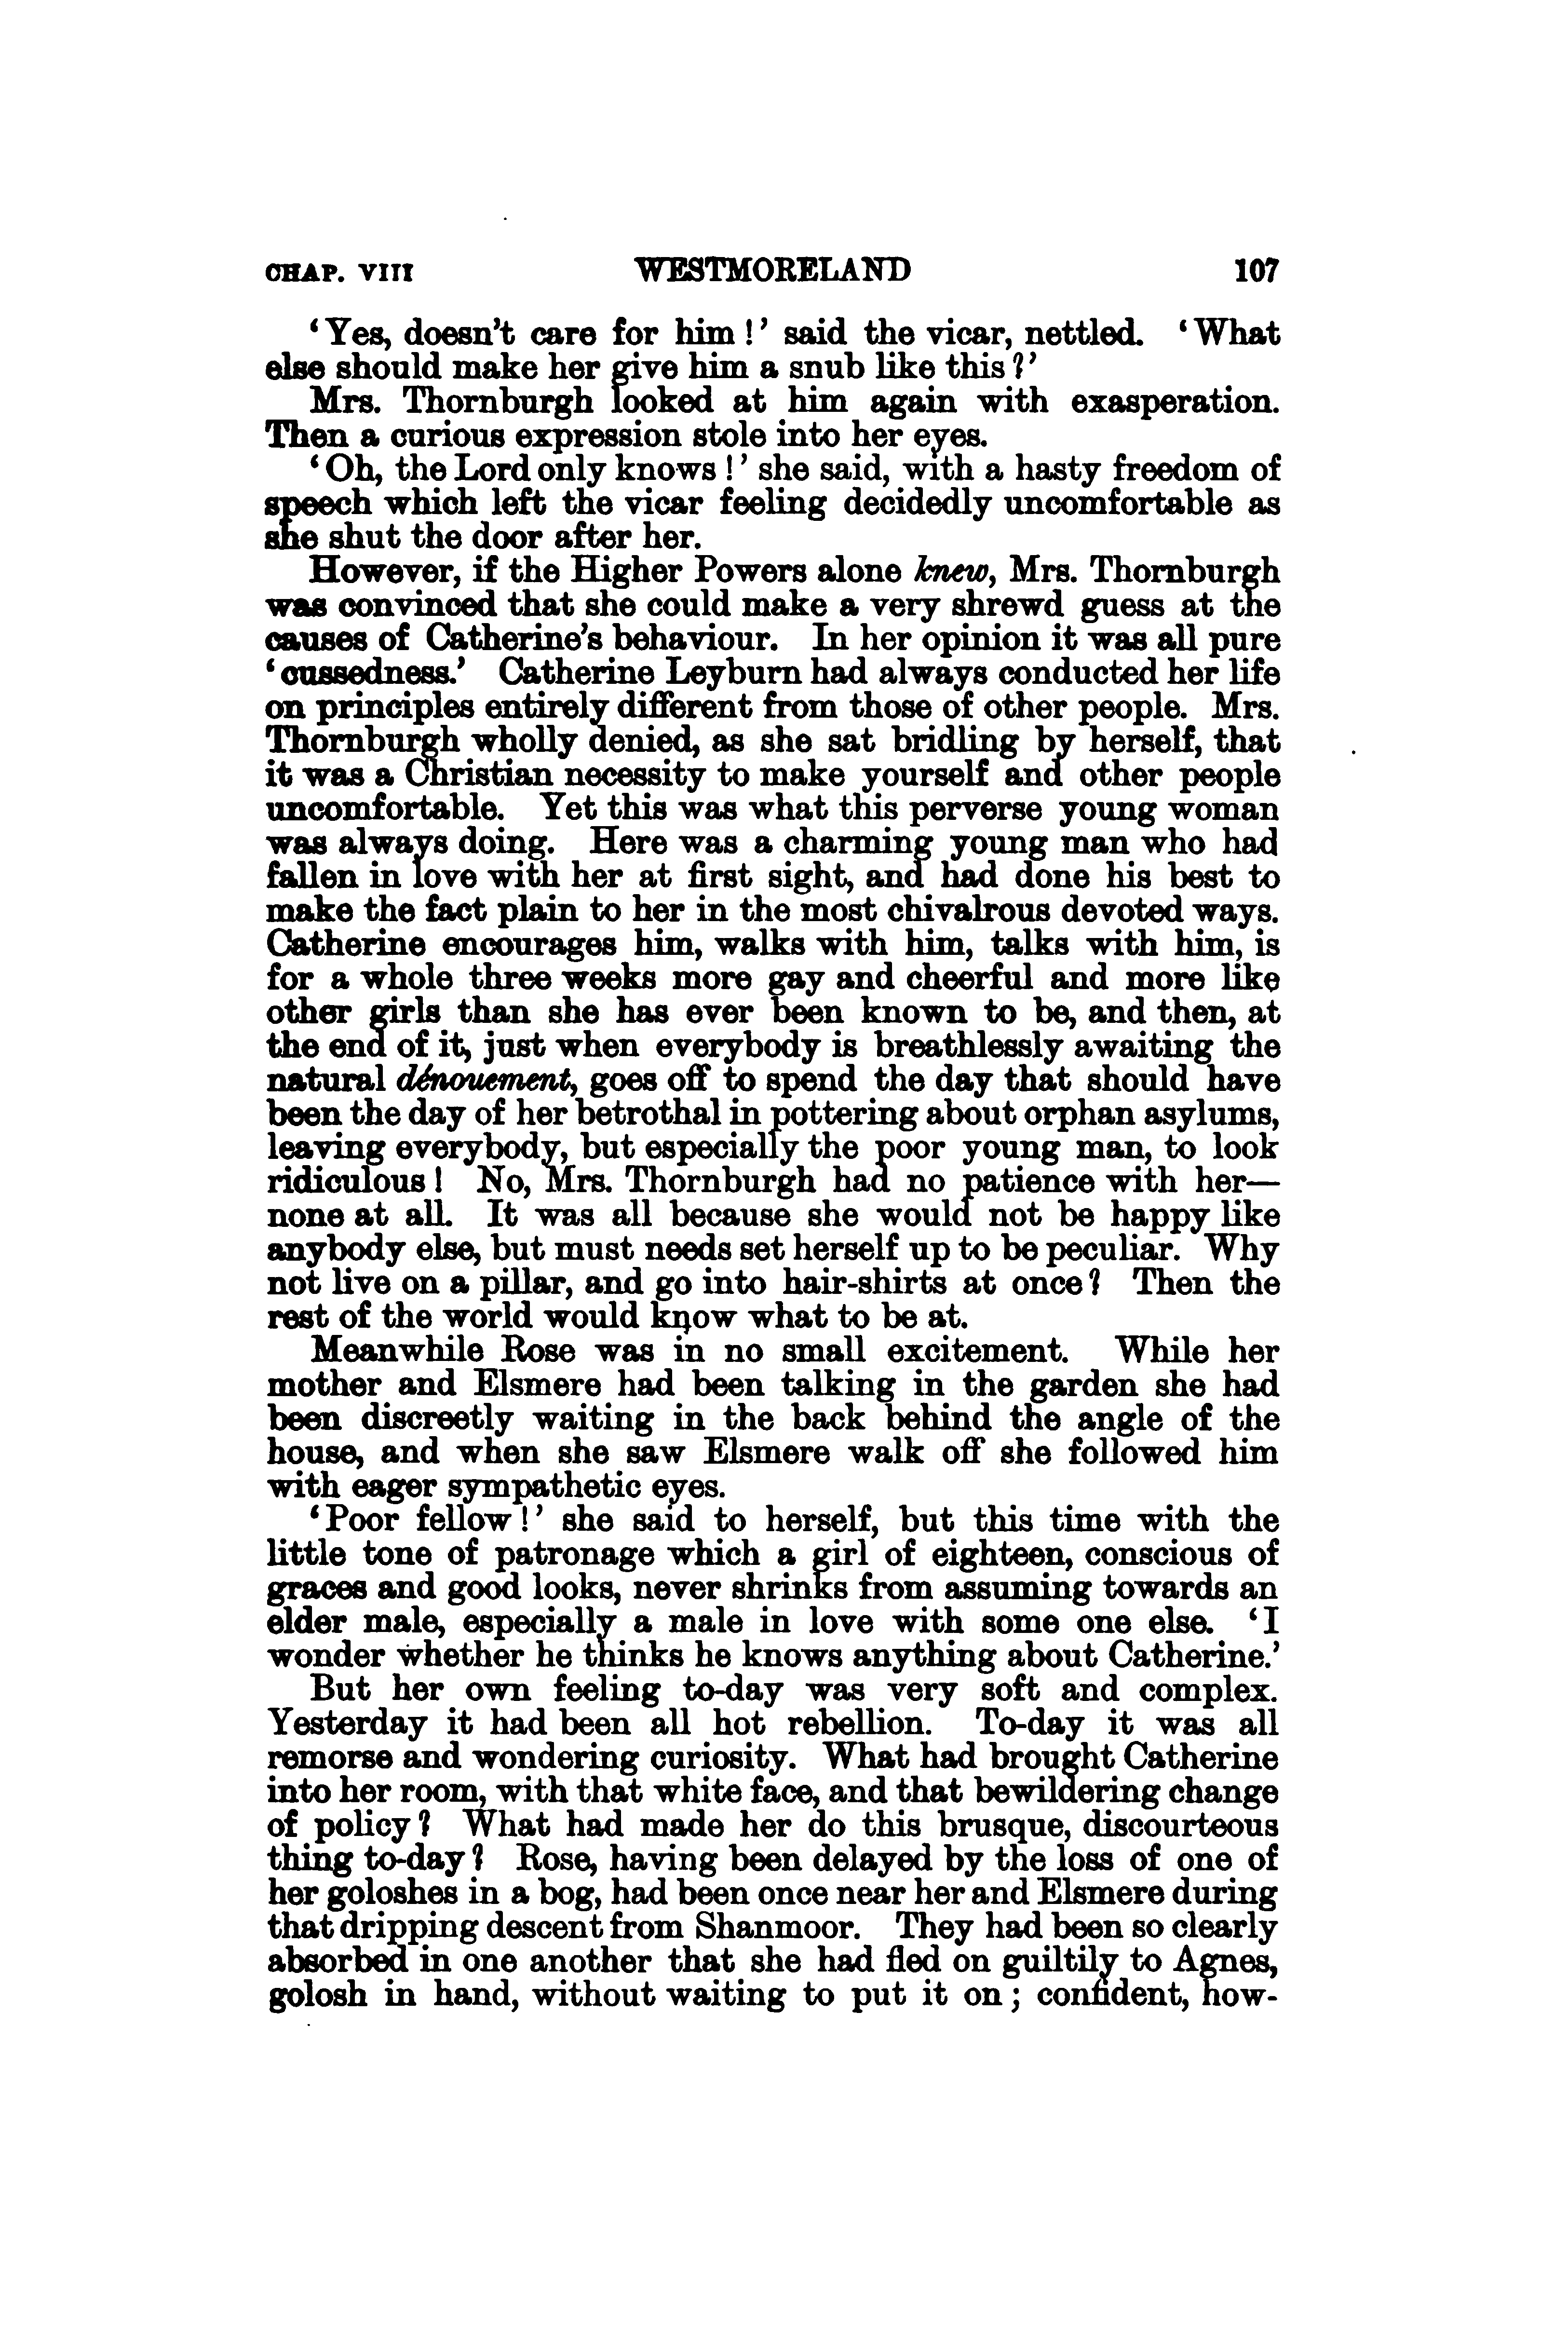 CHAP. VIII WESTMORELAND 107
‘Yes, doesn’t care for him!’ said the vicar, nettled. ‘What
else should make her give him a snub like this?’
Mrs. Thornburgh looked at him again with exasperation.
Then a curious expression stole into her eyes.
‘Oh, the Lord only knows!’ she said, with a hasty freedom of
speech which left the vicar feeling decidedly uncomfortable as
she shut the door after her.
However, if the Higher Powers alone knew, Mrs. Thornburgh
was convinced that she could make a very shrewd guess at the
causes of Catherine’s behaviour. In her opinion it was all pure
‘cussedness.’ Catherine Leyburn had always conducted her life
on principles entirely different from those of other people. Mrs.
Thornburgh wholly denied, as she sat bridling by herself, that
it was a Christian necessity to make yourself and other people
uncomfortable. Yet this was what this perverse young woman
was always doing. Here was a charming young man who had
fallen in love with her at first sight, and had done his best to
make the fact plain to her in the most chivalrous devoted ways.
Catherine encourages him, walks with him, talks with him, is
for a whole three weeks more gay and cheerful and more like
other girls than she has ever been known to be, and then, at
the end of it, just when everybody is breathlessly awaiting the
natural dénouement, goes off to spend the day that should have
been the day of her betrothal in pottering about orphan asylums,
leaving everybody, but especially the poor young man, to look
ridiculous! No, Mrs. Thornburgh had no patience with her—
none at all. It was all because she would not be happy like
anybody else, but must needs set herself up to be peculiar. Why
not live on a pillar, and go into hair-shirts at once? Then the
rest of the world would know what to be at.
Meanwhile Rose was in no small excitement. While her
mother and Elsmere had been talking in the garden she had
been discreetly waiting in the back behind the angle of the
house, and when she saw Elsmere walk off she followed him
with eager sympathetic eyes.
‘Poor fellow!’ she said to herself, but this time with the
little tone of patronage which a girl of eighteen, conscious of
graces and good looks, never shrinks from assuming towards an
elder male, especially a male in love with some one else. ‘I
wonder whether he thinks he knows anything about Catherine.’
But her own feeling to-day was very soft and complex.
Yesterday it had been all hot rebellion. To-day it was all
remorse and wondering curiosity. What had brought Catherine
into her room, with that white face, and that bewildering change
of policy? What had made her do this brusque, discourteous
thing to-day? Rose, having been delayed by the loss of one of
her goloshes in a bog, had been once near her and Elsmere during
that dripping descent from Shanmoor. They had been so clearly
absorbed in one another that she had fled on guiltily to Agnes,
golosh in hand, without waiting to put it on; confident, how-